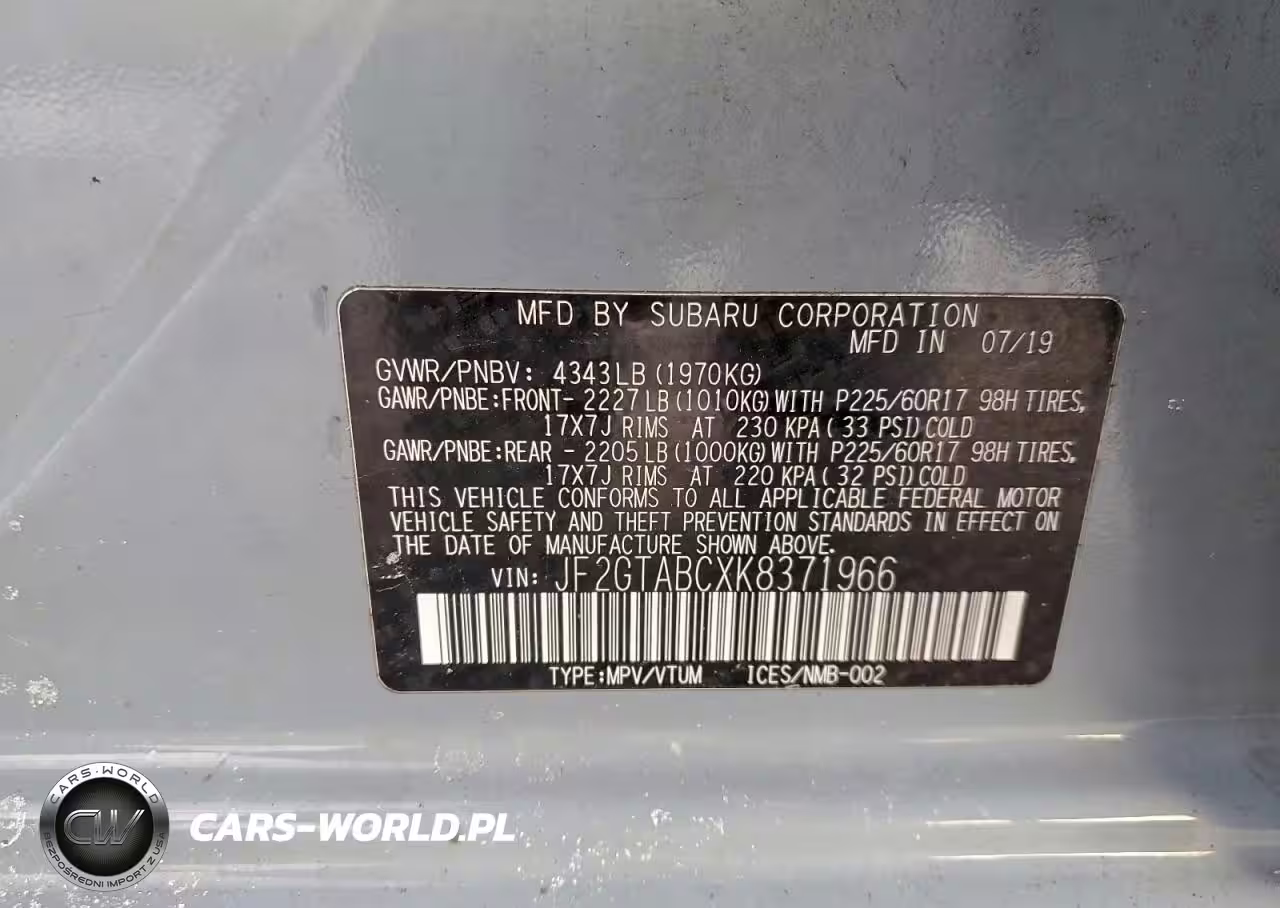 MFD BY SUBARU CORPORATION
MFD IN 07/19
GVWR/PNBV: 4343LB (1970KG)
GAWR/PNBE:FRONT- 2227LB (1010KG) WITH P225/60R17 98H TIRES,
17X7J RIMS AT 230 KPA( 33 PSI) COLD
GAWR/PNBE:REAR - 2205LB (1000KG) WITH P225/60R17 98H TIRES,
17X7J RIMS AT 220 KPA( 32 PSI) COLD
THIS VEHICLE CONFORMS TO ALL APPLICABLE FEDERAL MOTOR
VEHICLE SAFETY AND THEFT PREVENTION STANDARDS IN EFFECT ON
THE DATE OF MANUFACTURE SHOWN ABOVE.
VIN: JF2GTABCXK8371966
TYPE:MPV/VTUM ICES/NMB-002
CARS-WORLD
CW
BEZPOŚREDNI IMPORT Z USA
CARS-WORLD.PL